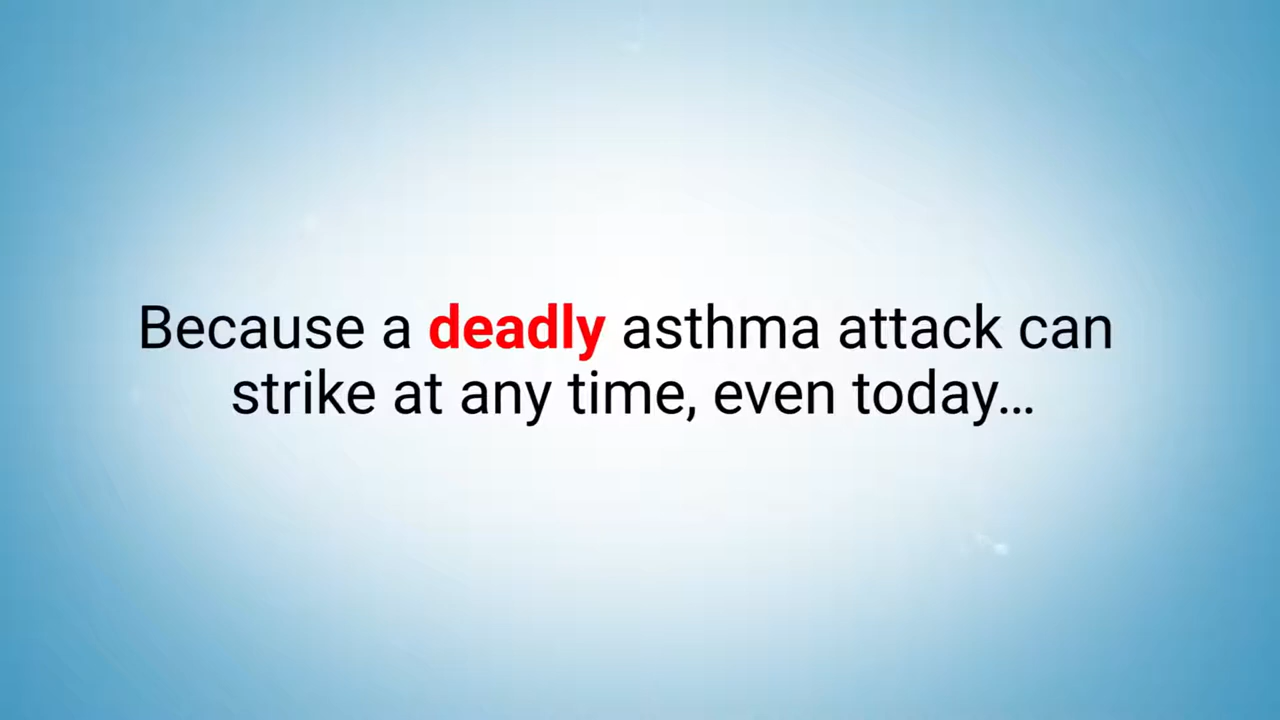 Because a deadly asthma attack can
strike at any time, even today…